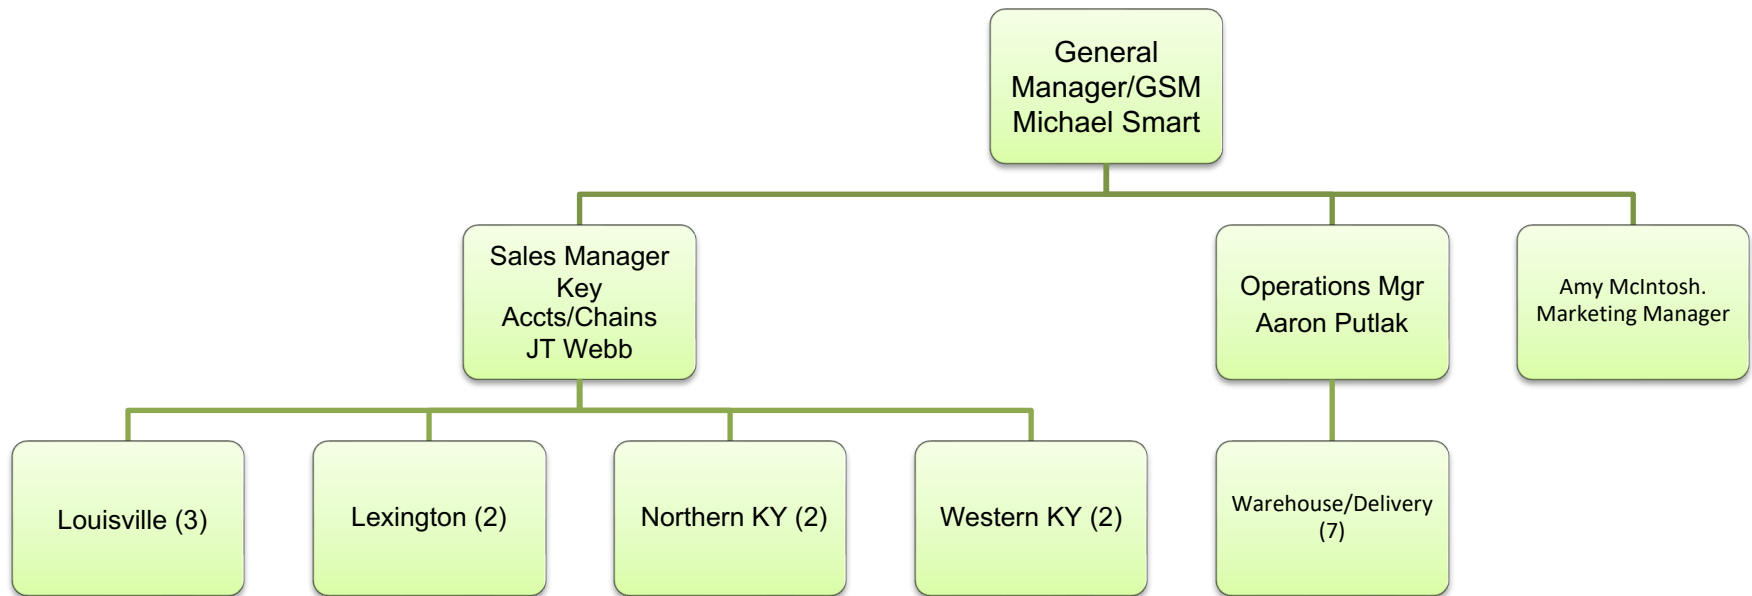 General
Manager/GSM
Michael Smart
Sales Manager
Key
Accts/Chains
JT Webb
Operations Mgr
Aaron Putlak
Amy McIntosh.
Marketing Manager
Louisville (3)
Lexington (2)
Northern KY (2)
Western KY (2)
Warehouse/Delivery
(7)